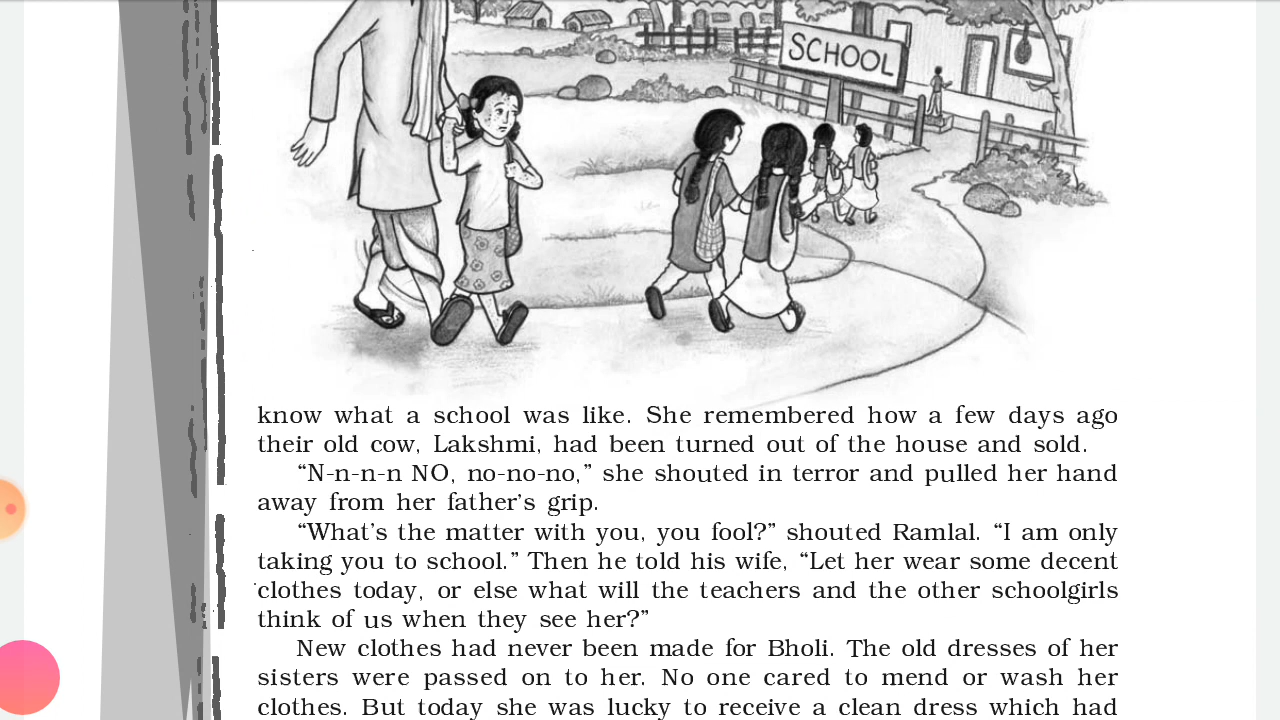 SCHOOL
know what a school was like. She remembered how a few days ago
their old cow, Lakshmi, had been turned out of the house and sold.
“N-n-n-n NO, no-no-no,” she shouted in terror and pulled her hand
away from her father’s grip.
“What’s the matter with you, you fool?” shouted Ramlal. “I am only
taking you to school.” Then he told his wife, “Let her wear some decent
clothes today, or else what will the teachers and the other schoolgirls
think of us when they see her?”
New clothes had never been made for Bholi. The old dresses of her
sisters were passed on to her. No one cared to mend or wash her
clothes. But today she was lucky to receive a clean dress which had